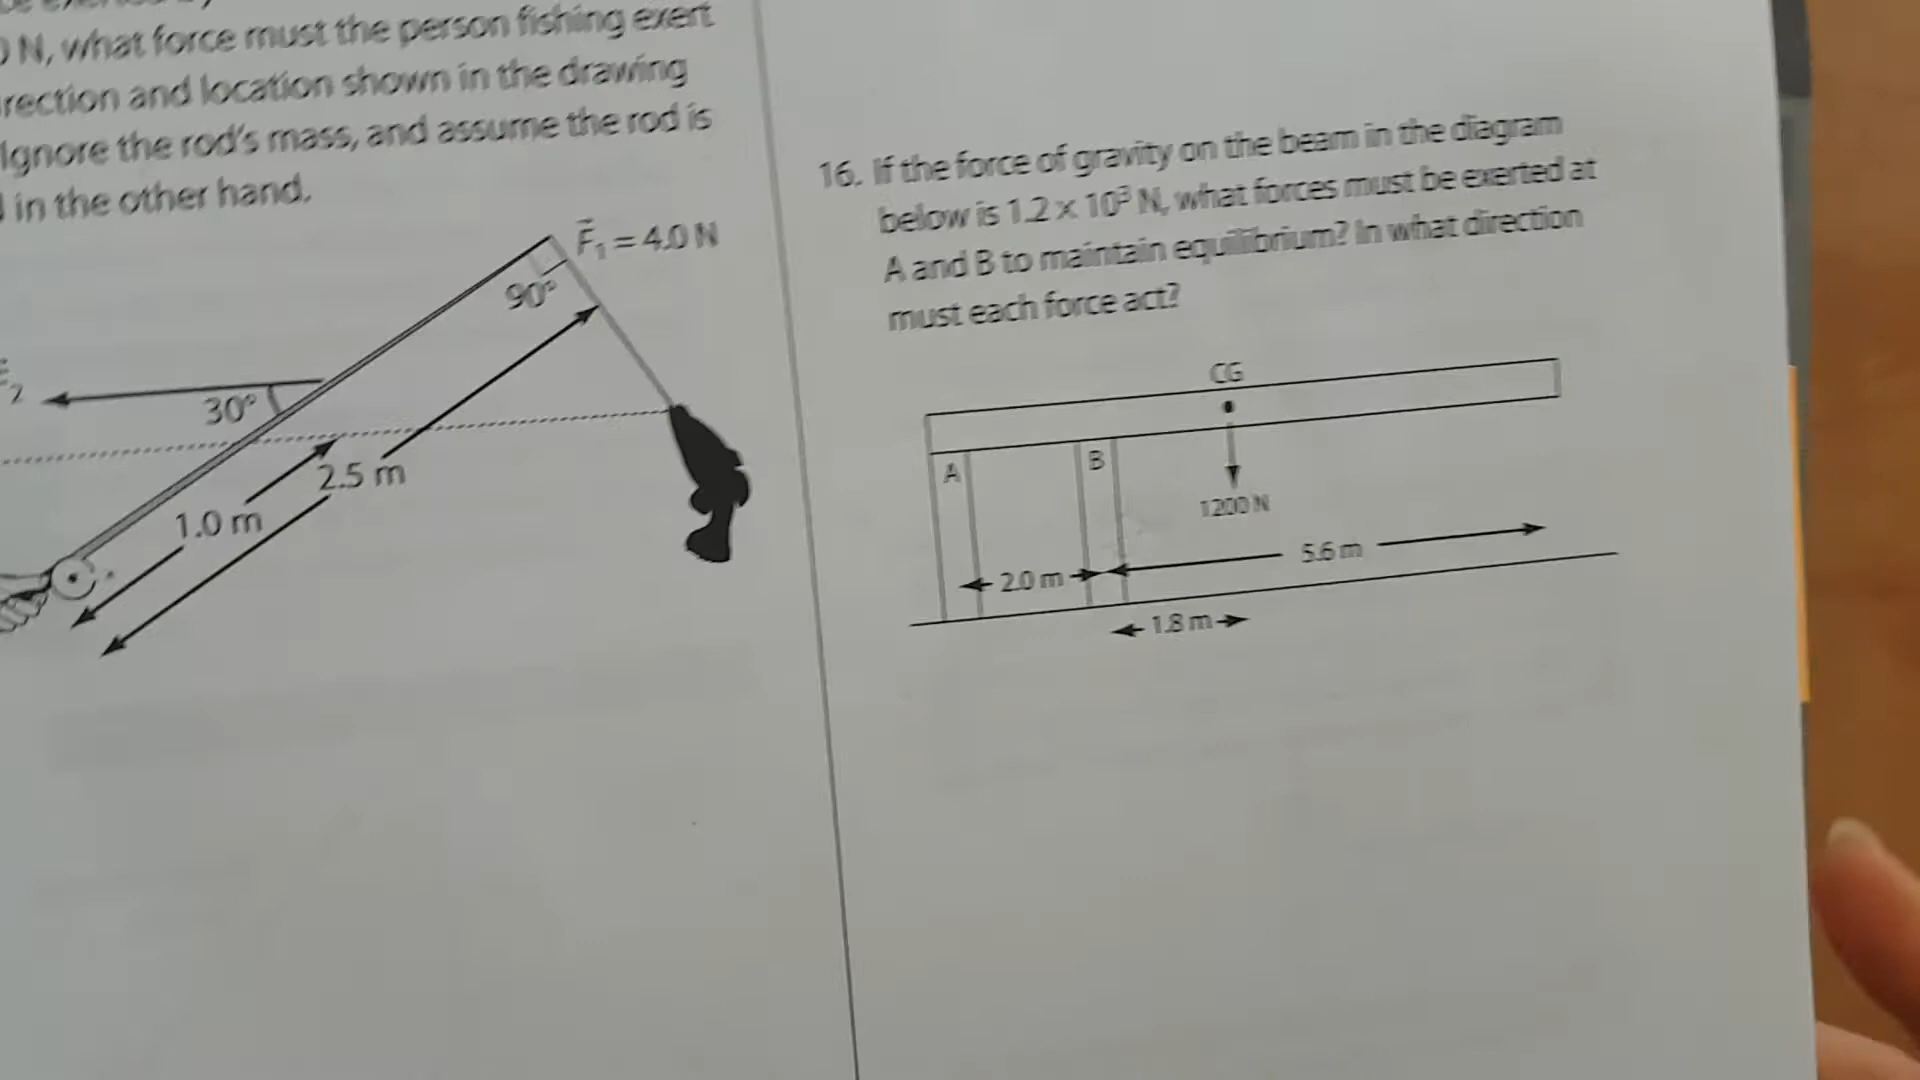 N, what force must the person fishing exert
rection and location shown in the drawing
Ignore the rod's mass, and assume the rod is
in the other hand.
F⃗₁ = 4.0 N
90°
30°
2
2.5 m
1.0 m
16. If the force of gravity on the beam in the diagram
below is 1.2 × 10³ N, what forces must be exerted at
A and B to maintain equilibrium? In what direction
must each force act?
CG
A
B
1200 N
5.6 m
2.0 m
1.8 m